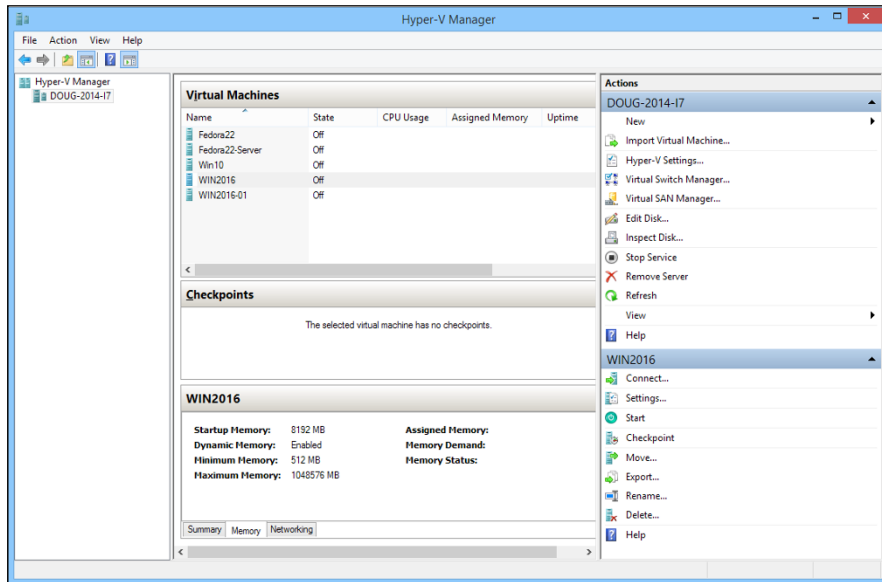 Hyper-V Manager
File Action View Help
Hyper-V Manager
DOUG-2014-I7
Virtual Machines
Name State CPU Usage Assigned Memory Uptime
Fedora22 Off
Fedora22-Server Off
Win10 Off
WIN2016 Off
WIN2016-01 Off
Checkpoints
The selected virtual machine has no checkpoints.
WIN2016
Startup Memory: 8192 MB Assigned Memory:
Dynamic Memory: Enabled Memory Demand:
Minimum Memory: 512 MB Memory Status:
Maximum Memory: 1048576 MB
Summary Memory Networking
Actions
DOUG-2014-I7
New
Import Virtual Machine...
Hyper-V Settings...
Virtual Switch Manager...
Virtual SAN Manager...
Edit Disk...
Inspect Disk...
Stop Service
Remove Server
Refresh
View
Help
WIN2016
Connect...
Settings...
Start
Checkpoint
Move...
Export...
Rename...
Delete...
Help